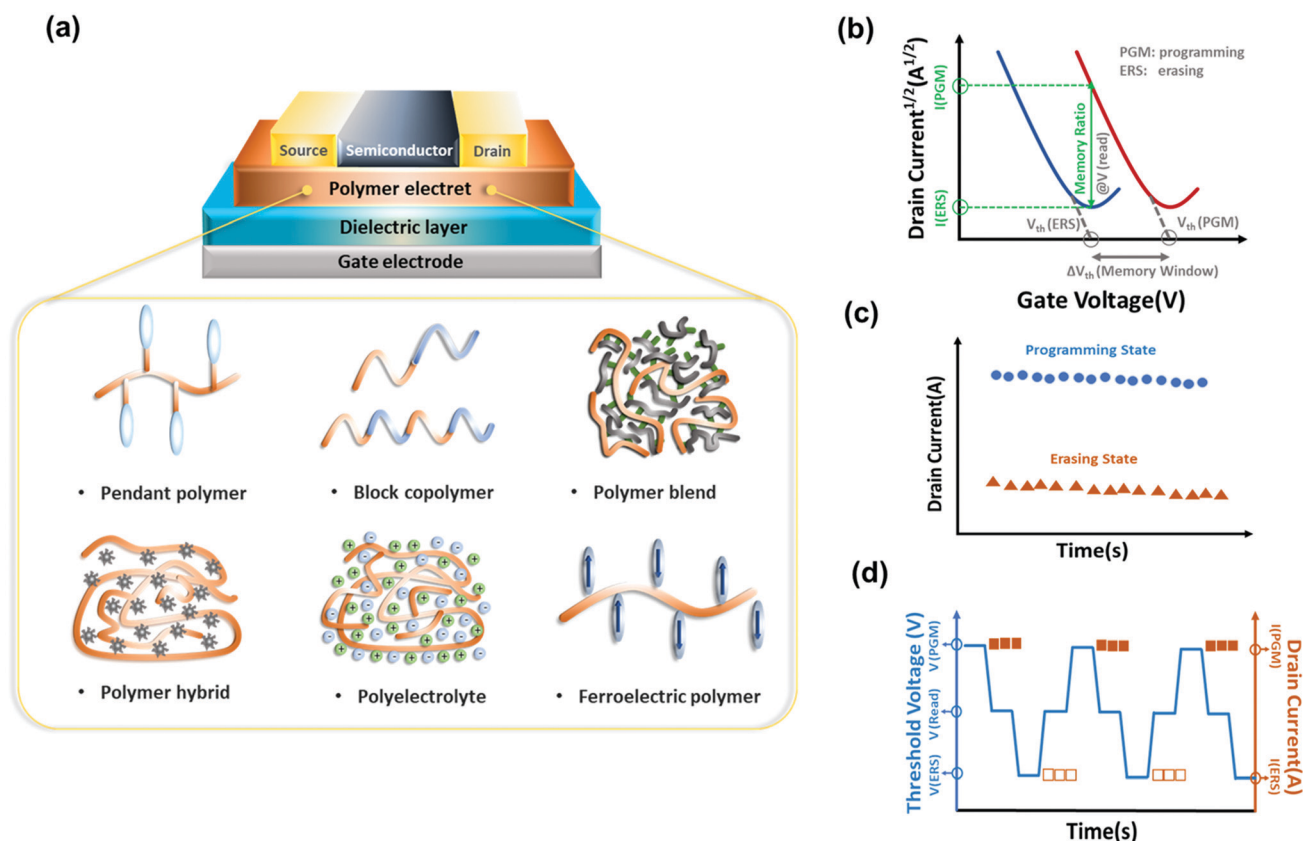 (a)
Source
Semiconductor
Drain
Polymer electret
Dielectric layer
Gate electrode
• Pendant polymer
• Block copolymer
• Polymer blend
• Polymer hybrid
• Polyelectrolyte
• Ferroelectric polymer
(b)
Drain Current^1/2(A^1/2)
I(PGM)
I(ERS)
PGM: programming
ERS: erasing
Memory Ratio
@V (read)
Vth (ERS)
Vth (PGM)
ΔVth (Memory Window)
Gate Voltage(V)
(c)
Drain Current(A)
Programming State
Erasing State
Time(s)
(d)
Threshold Voltage (V)
V(PGM)
V (Read)
V(ERS)
I(PGM)
I(ERS)
Drain Current(A)
Time(s)